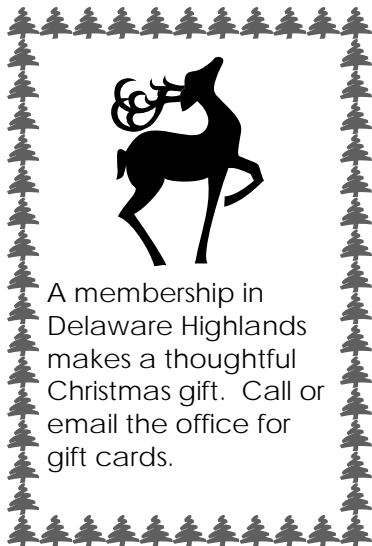 A membership in
Delaware Highlands
makes a thoughtful
Christmas gift.  Call or
email the office for
gift cards.